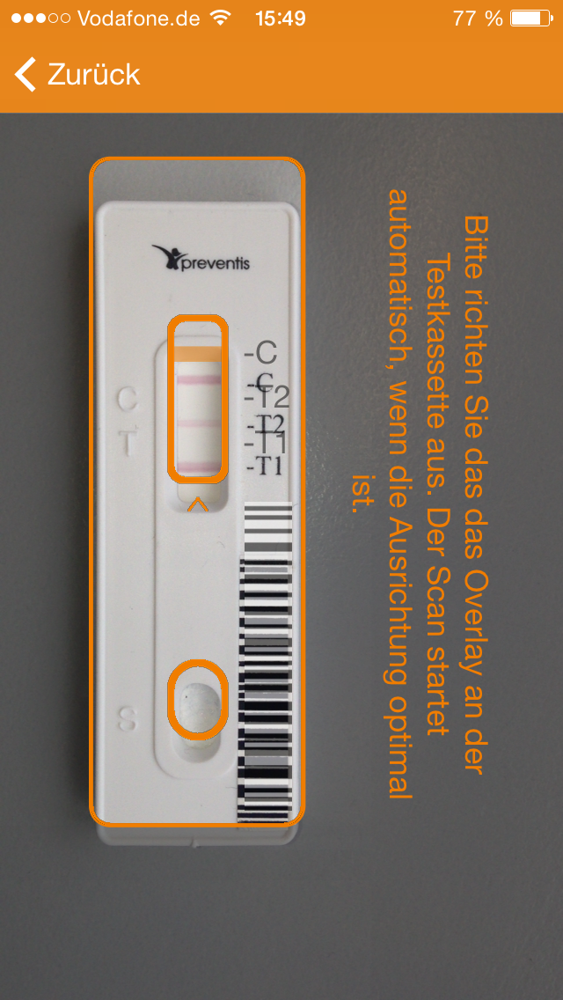 Vodafone.de 15:49 77 %
Zurück
preventis
-C
-C
-T2
-T2
-T1
-T1
C
T
S
Bitte richten Sie das das Overlay an der
Testkassette aus. Der Scan startet
automatisch, wenn die Ausrichtung optimal
ist.